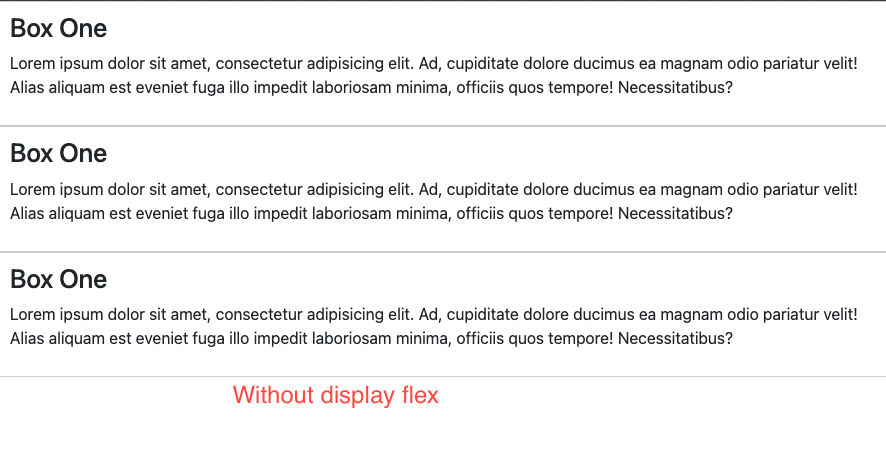 Box One
Lorem ipsum dolor sit amet, consectetur adipisicing elit. Ad, cupiditate dolore ducimus ea magnam odio pariatur velit!
Alias aliquam est eveniet fuga illo impedit laboriosam minima, officiis quos tempore! Necessitatibus?
Box One
Lorem ipsum dolor sit amet, consectetur adipisicing elit. Ad, cupiditate dolore ducimus ea magnam odio pariatur velit!
Alias aliquam est eveniet fuga illo impedit laboriosam minima, officiis quos tempore! Necessitatibus?
Box One
Lorem ipsum dolor sit amet, consectetur adipisicing elit. Ad, cupiditate dolore ducimus ea magnam odio pariatur velit!
Alias aliquam est eveniet fuga illo impedit laboriosam minima, officiis quos tempore! Necessitatibus?
Without display flex